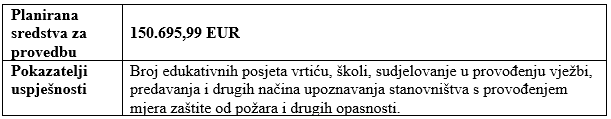 Planirana
sredstva za
provedbu
150.695,99 EUR
Pokazatelji
uspješnosti
Broj edukativnih posjeta vrtiću, školi, sudjelovanje u provođenju vježbi,
predavanja i drugih načina upoznavanja stanovništva s provođenjem
mjera zaštite od požara i drugih opasnosti.